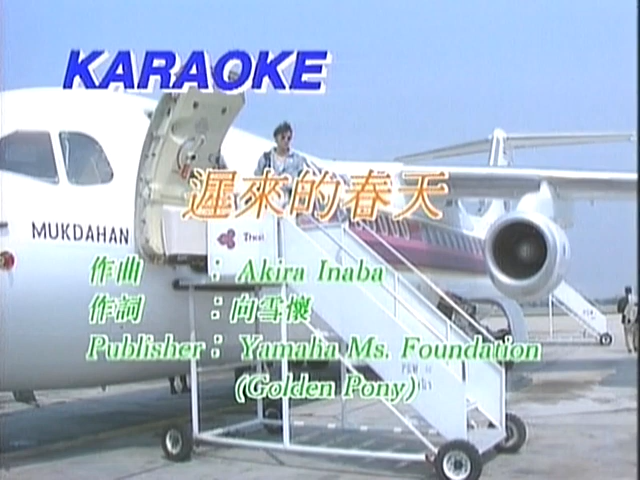 KARAOKE
遲來的春天
MUKDAHAN
Thai
作曲 : Akira Inaba
作詞 : 向雪懷
Publisher : Yamaha Ms. Foundation
(Golden Pony)